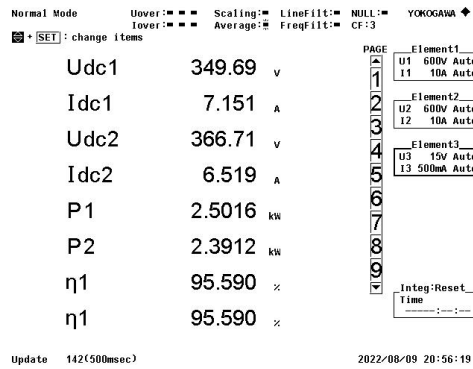 Normal Mode Uover: Scaling: LineFilt: NULL: YOKOGAWA
Iover: Average: FreqFilt: CF:3
+ SET : change items
PAGE
Udc1 349.69 V
Idc1 7.151 A
Udc2 366.71 V
Idc2 6.519 A
P1 2.5016 kW
P2 2.3912 kW
η1 95.590 %
η1 95.590 %
1
2
3
4
5
6
7
8
9
Element1
U1 600V Auto
I1 10A Auto
Element2
U2 600V Auto
I2 10A Auto
Element3
U3 15V Auto
I3 500mA Auto
Integ:Reset
Time
-----:--:--
Update 142(500msec) 2022/08/09 20:56:19